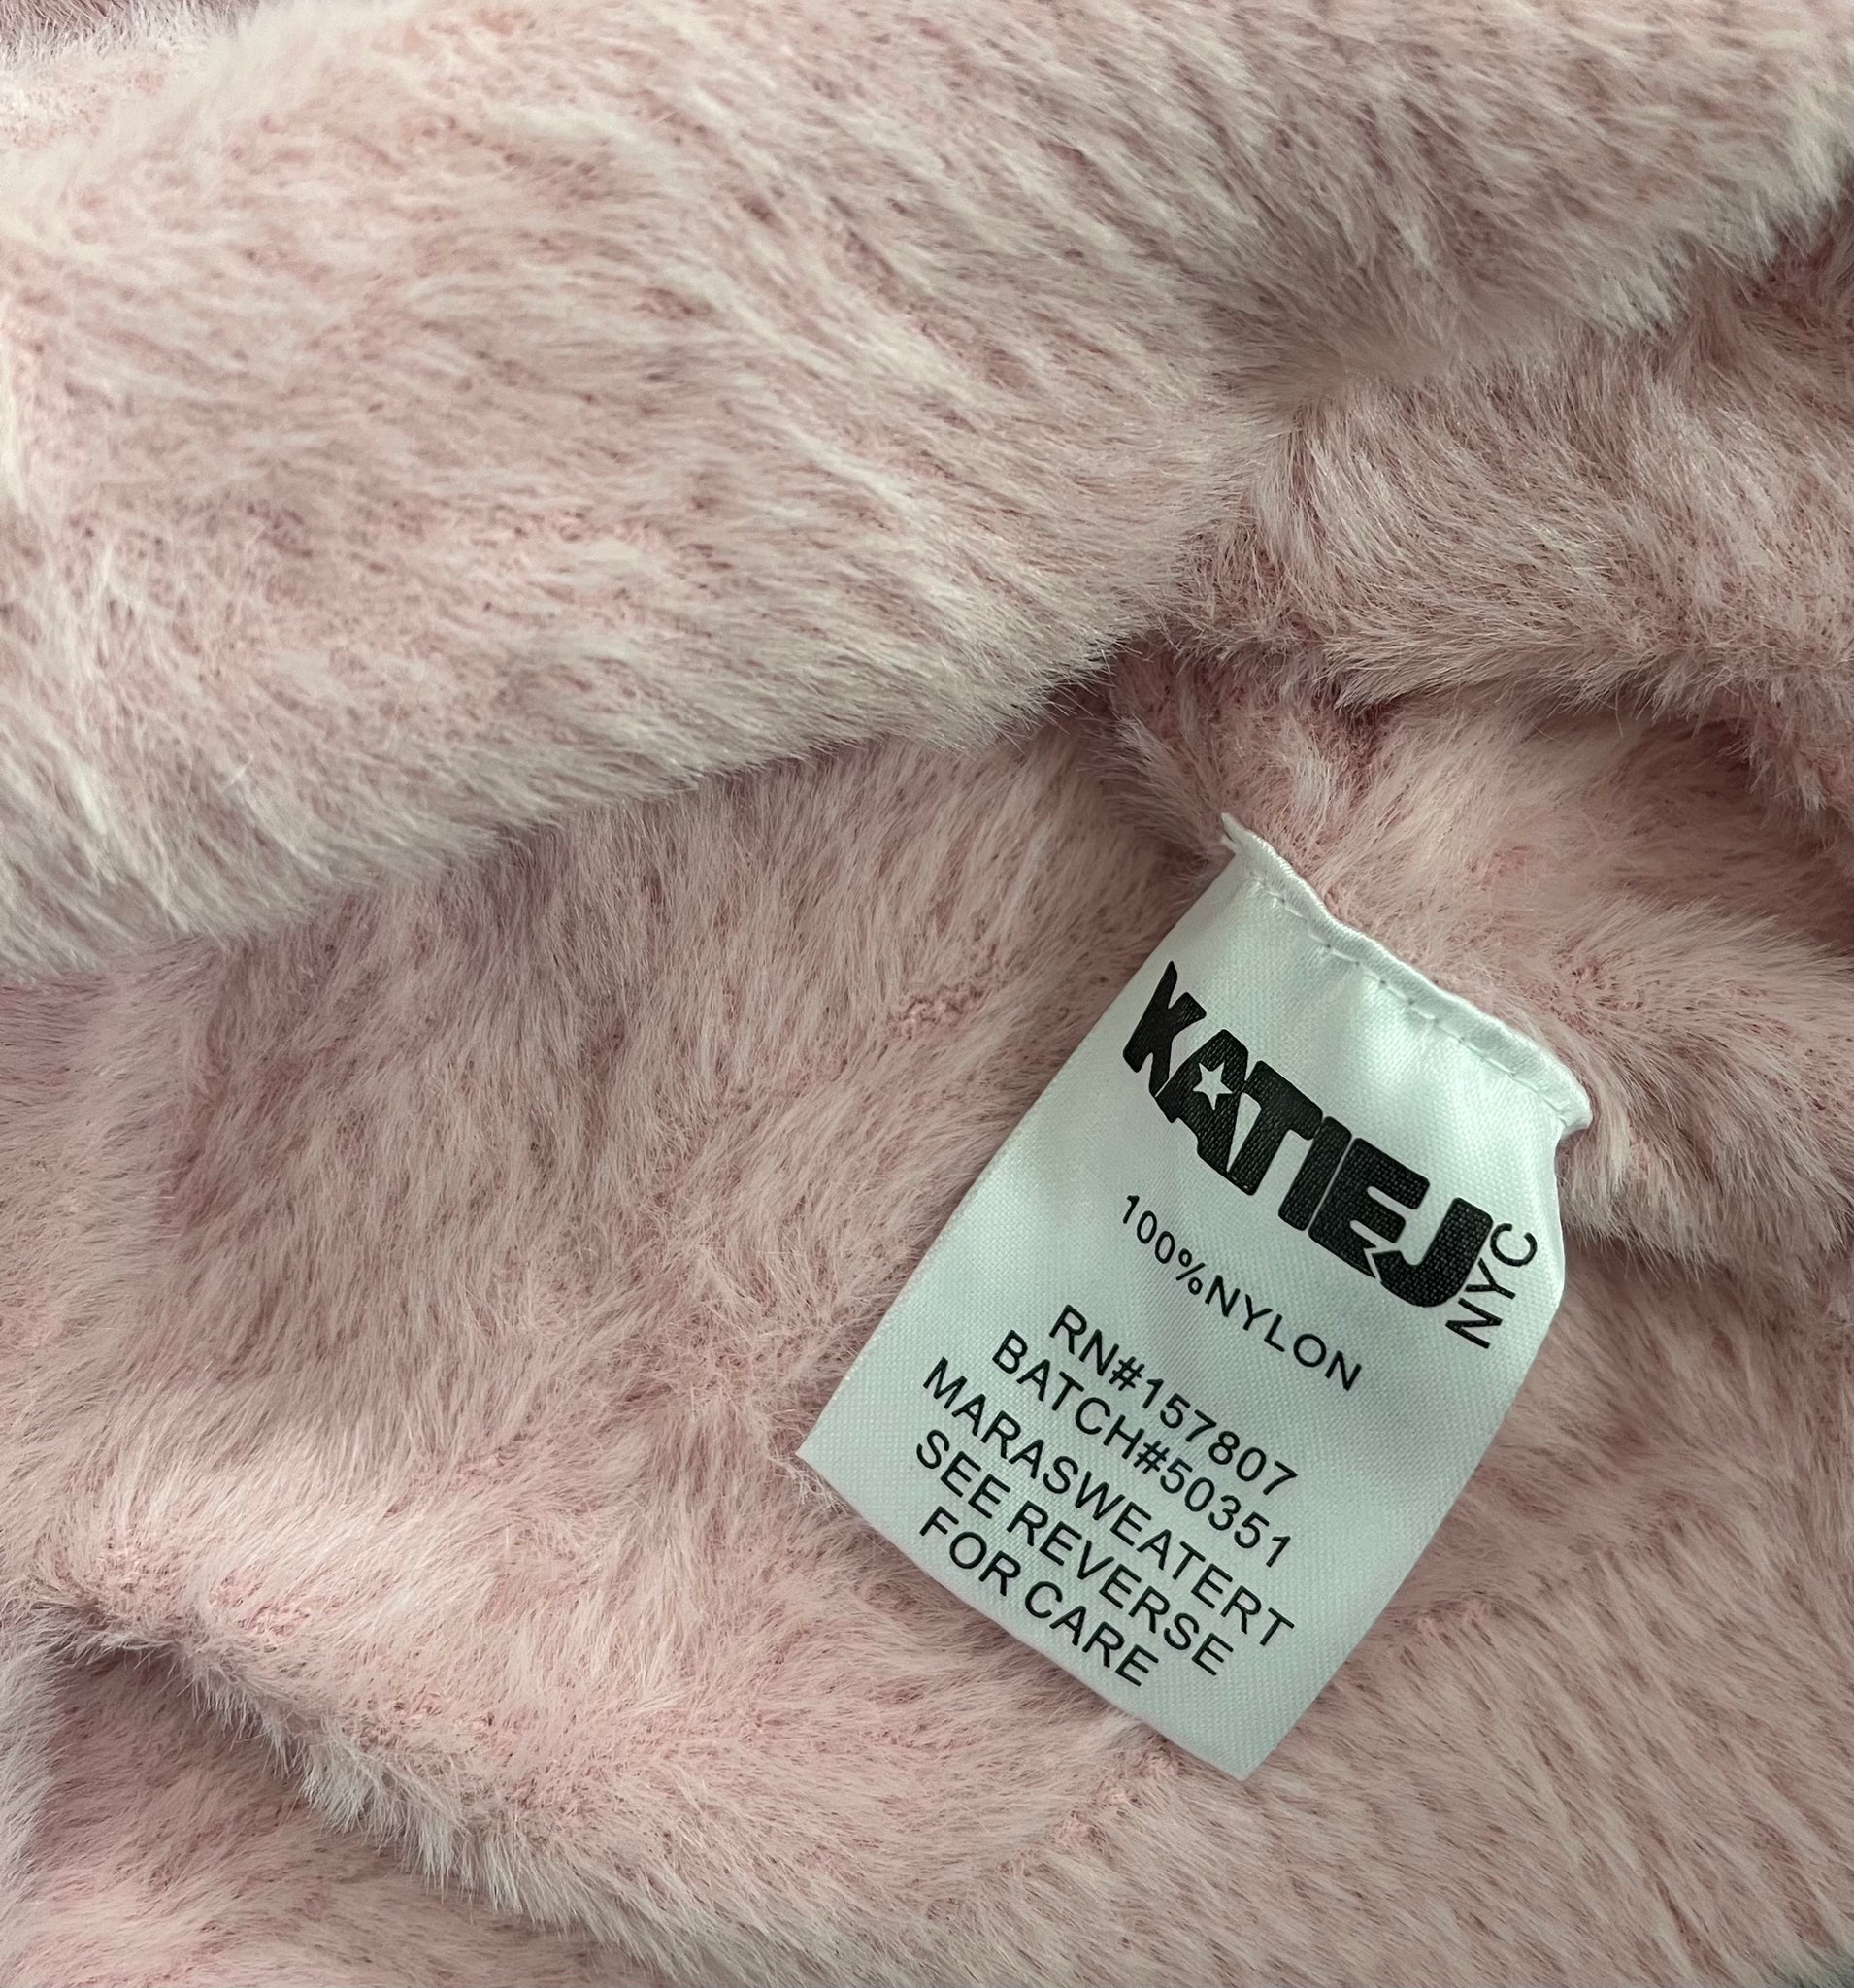 KATIEJ NYC
100%NYLON
RN#157807
BATCH#50351
MARASWEATERT
SEE REVERSE
FOR CARE